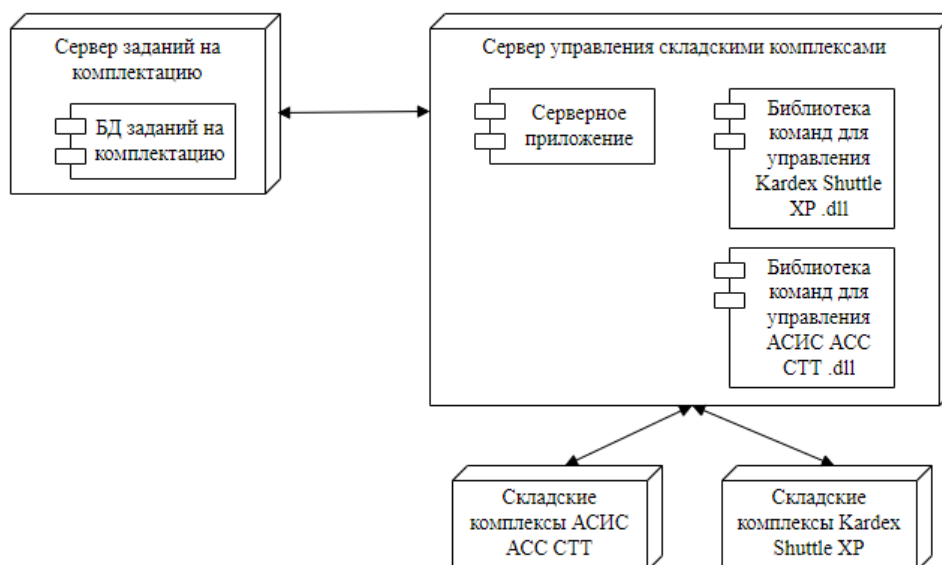 Сервер заданий на
комплектацию
БД заданий на
комплектацию
Сервер управления складскими комплексами
Серверное
приложение
Библиотека
команд для
управления
Kardex Shuttle
XP .dll
Библиотека
команд для
управления
АСИС АСС
СТТ .dll
Складские
комплексы АСИС
АСС СТТ
Складские
комплексы Kardex
Shuttle XP